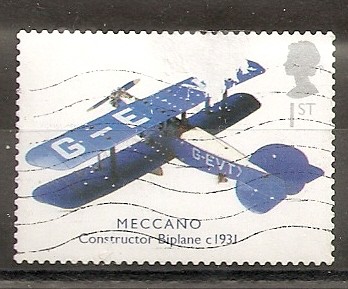 1ST
G-E
G-EVT
MECCANO
Constructor Biplane c1931